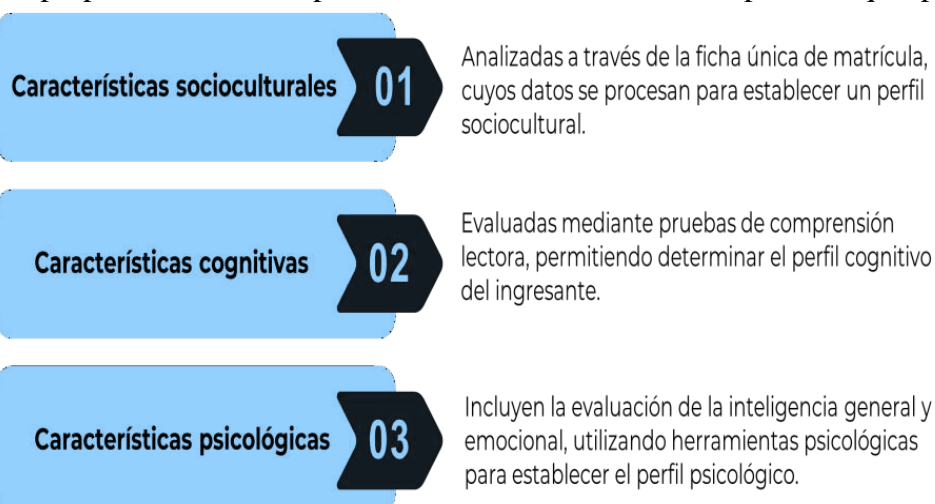 Características socioculturales
01
Analizadas a través de la ficha única de matrícula,
cuyos datos se procesan para establecer un perfil
sociocultural.
Características cognitivas
02
Evaluadas mediante pruebas de comprensión
lectora, permitiendo determinar el perfil cognitivo
del ingresante.
Características psicológicas
03
Incluyen la evaluación de la inteligencia general y
emocional, utilizando herramientas psicológicas
para establecer el perfil psicológico.